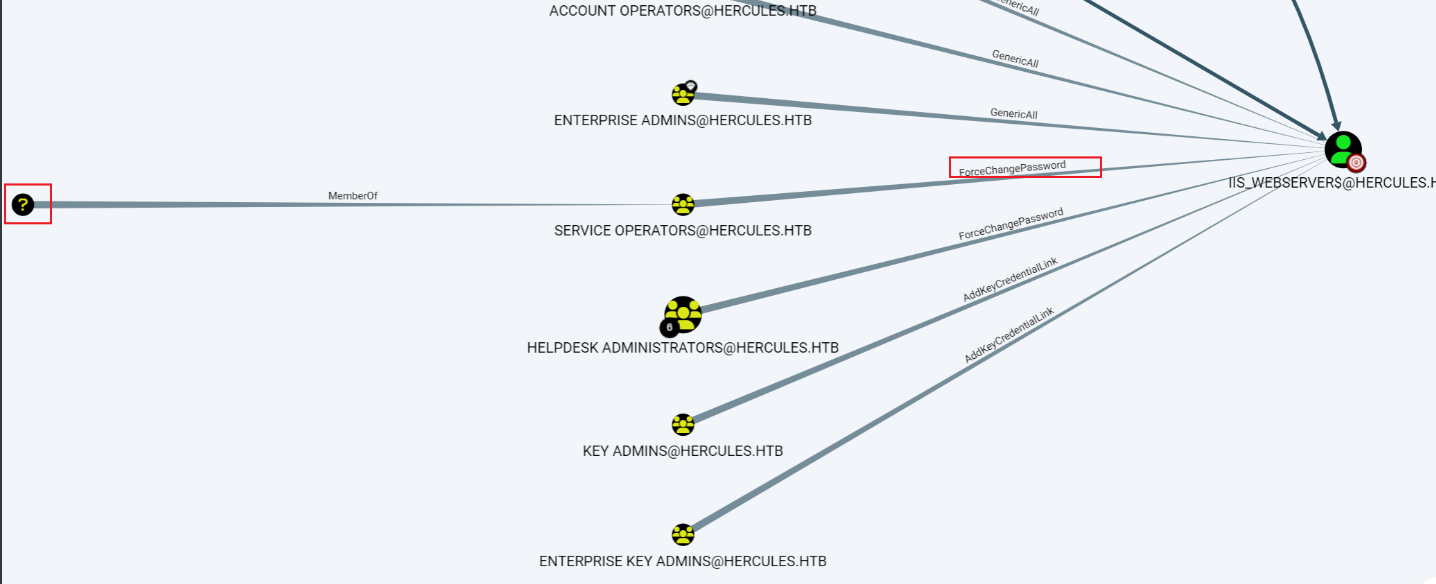 ACCOUNT OPERATORS@HERCULES.HTB
GenericAll
GenericAll
ENTERPRISE ADMINS@HERCULES.HTB
GenericAll
ForceChangePassword
IIS_WEBSERVER$@HERCULES.H
?
MemberOf
SERVICE OPERATORS@HERCULES.HTB
ForceChangePassword
6
HELPDESK ADMINISTRATORS@HERCULES.HTB
AddKeyCredentialLink
AddKeyCredentialLink
KEY ADMINS@HERCULES.HTB
ENTERPRISE KEY ADMINS@HERCULES.HTB